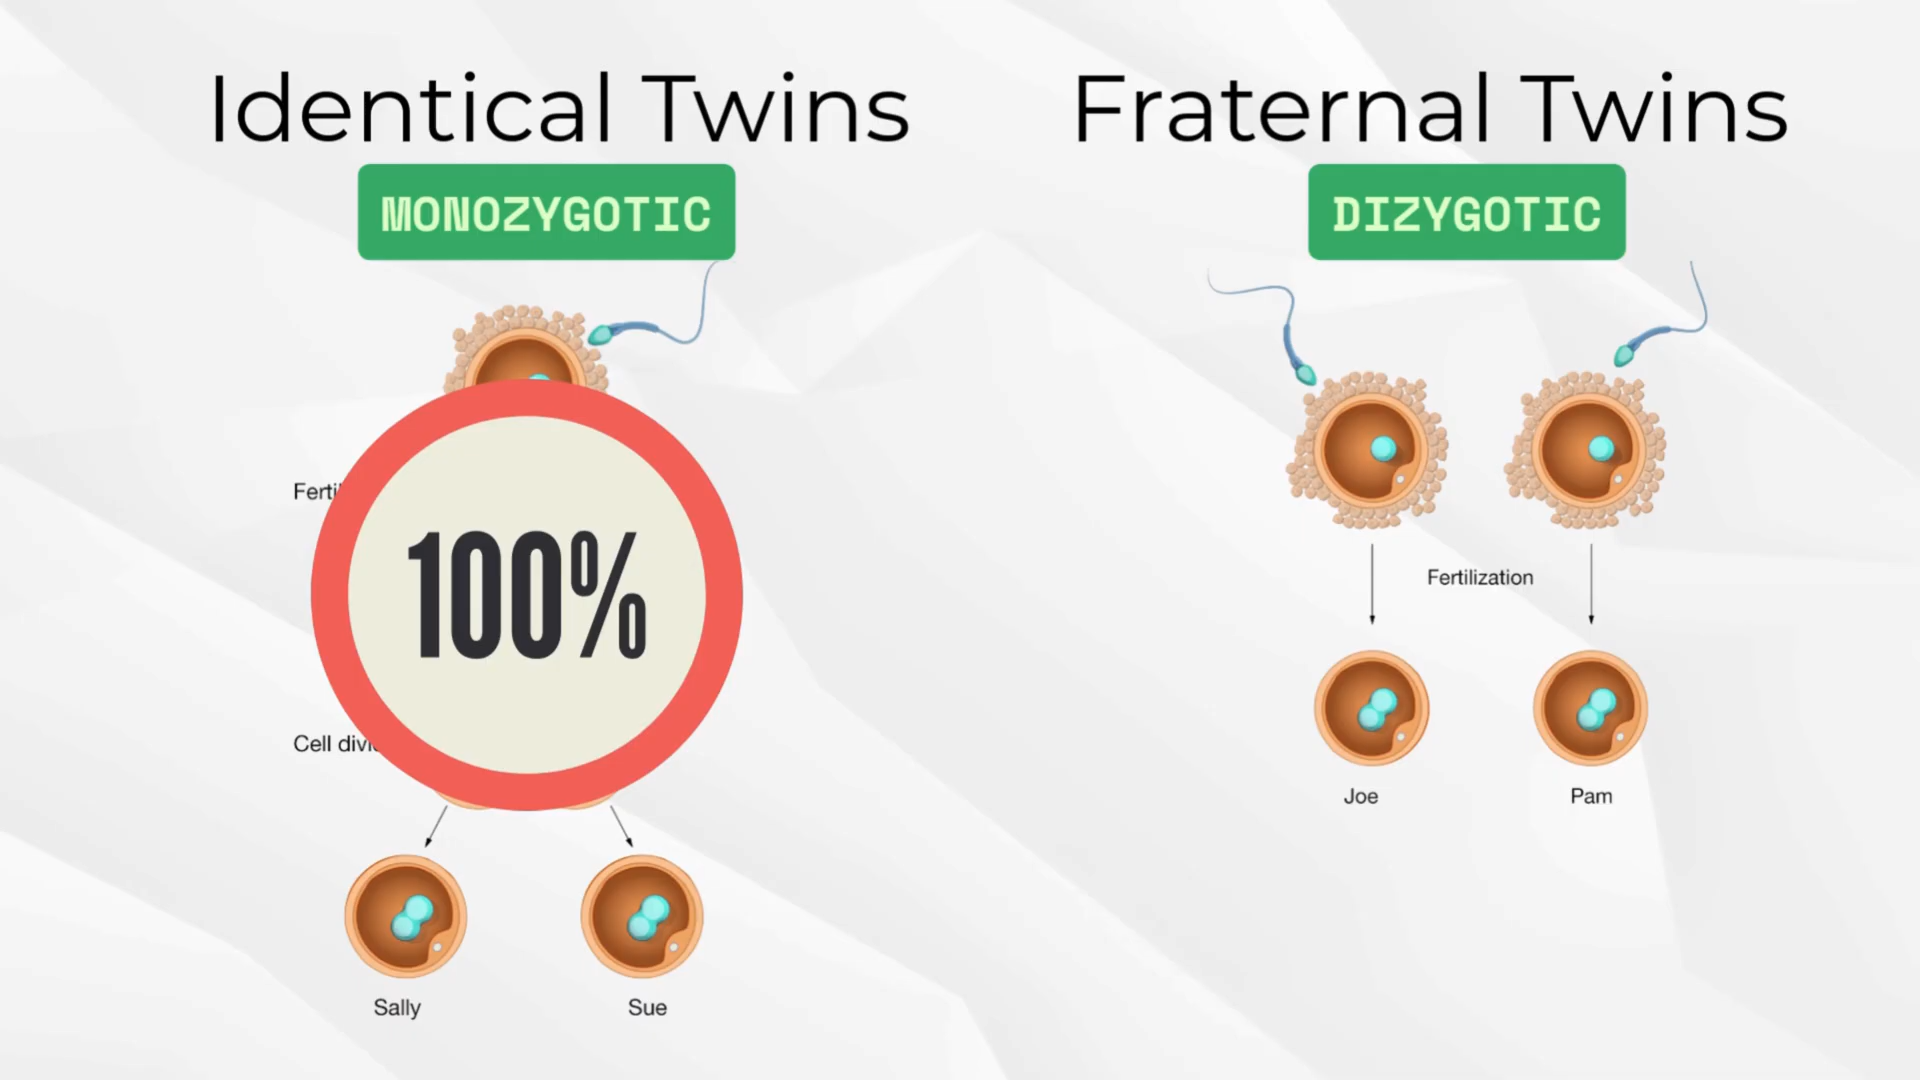 Identical Twins
MONOZYGOTIC
100%
Sally
Sue
Fraternal Twins
DIZYGOTIC
Fertilization
Joe
Pam